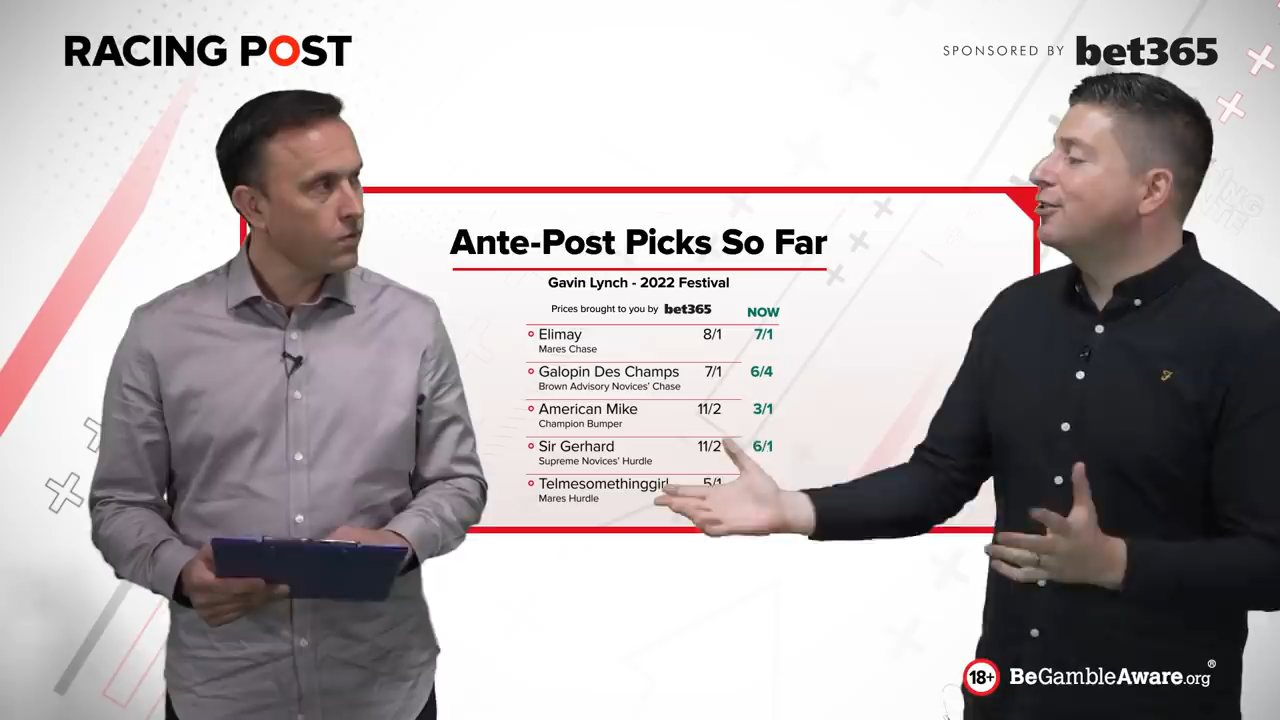 RACING POST
SPONSORED BY bet365
Ante-Post Picks So Far
Gavin Lynch - 2022 Festival
Prices brought to you by bet365 NOW
Elimay 8/1 7/1
Mares Chase
Galopin Des Champs 7/1 6/4
Brown Advisory Novices' Chase
American Mike 11/2 3/1
Champion Bumper
Sir Gerhard 11/2 6/1
Supreme Novices' Hurdle
Telmesomethinggirl 5/1
Mares Hurdle
18+ BeGambleAware.org®